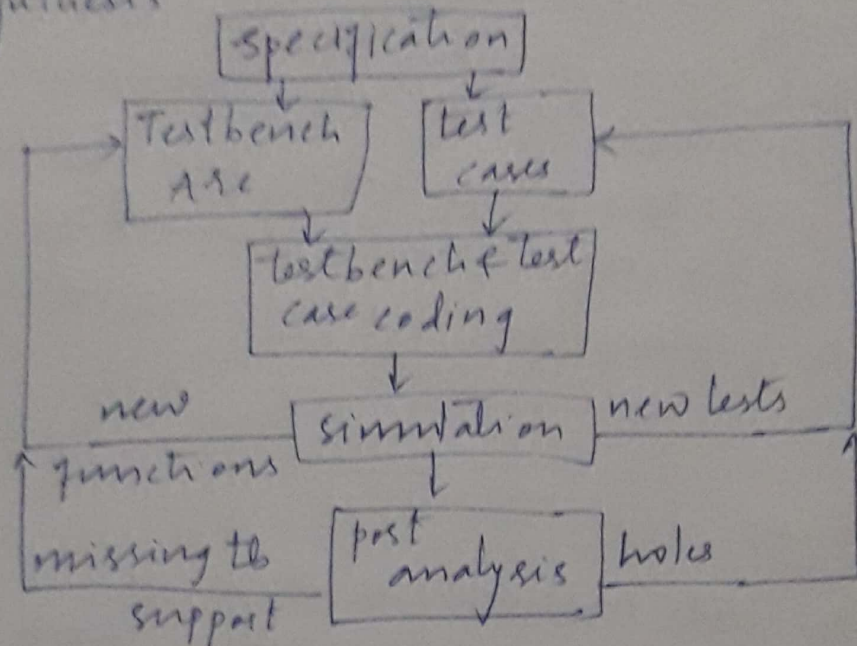 specification
Testbench
Arc
test
cases
testbench & test
case coding
new
functions
simulation
new tests
missing tb
support
post
analysis
holes